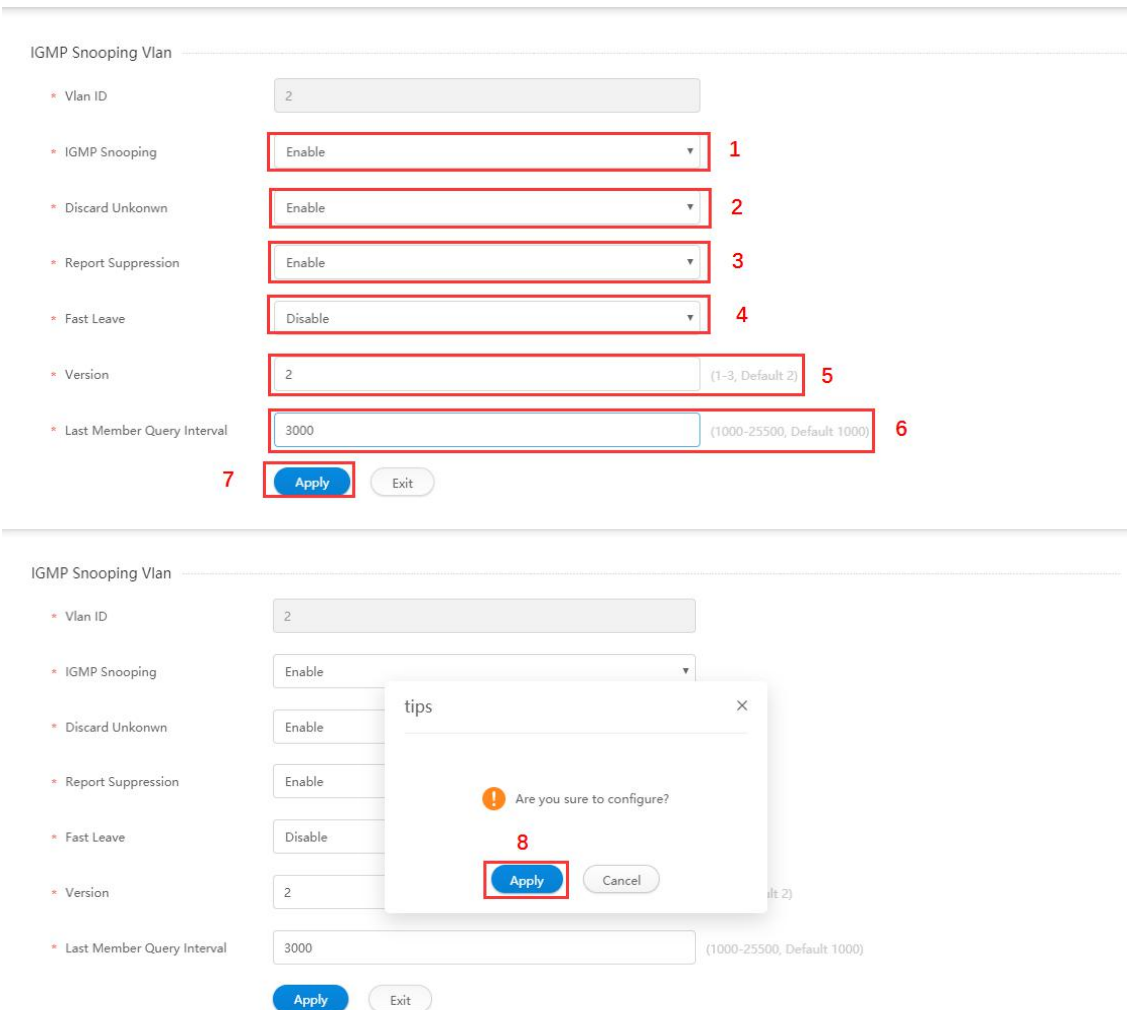 IGMP Snooping Vlan
* Vlan ID 2
* IGMP Snooping Enable 1
* Discard Unkonwn Enable 2
* Report Suppression Enable 3
* Fast Leave Disable 4
* Version 2 (1-3, Default 2) 5
* Last Member Query Interval 3000 (1000-25500, Default 1000) 6
7 Apply Exit
IGMP Snooping Vlan
* Vlan ID 2
* IGMP Snooping Enable
tips
* Discard Unkonwn Enable
* Report Suppression Enable
Are you sure to configure?
* Fast Leave Disable
8
Apply Cancel
* Version 2 lt 2)
* Last Member Query Interval 3000 (1000-25500, Default 1000)
Apply Exit